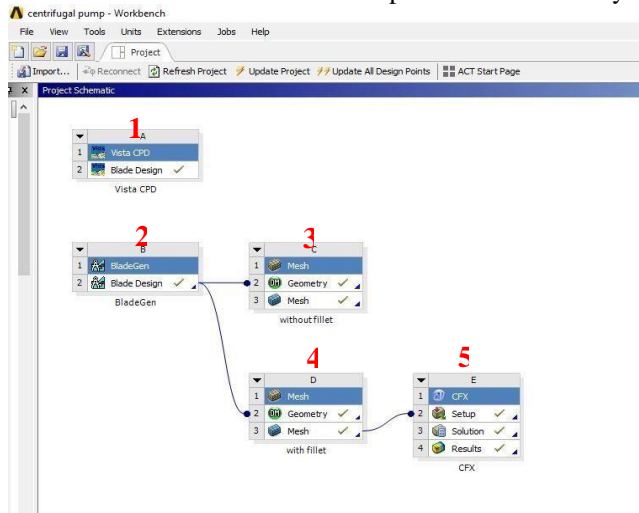 centrifugal pump - Workbench
File View Tools Units Extensions Jobs Help
Project
Import... Reconnect Refresh Project Update Project Update All Design Points ACT Start Page
Project Schematic
1
A
1 Vista CPD
2 Blade Design
Vista CPD
2
B
1 BladeGen
2 Blade Design
BladeGen
3
C
1 Mesh
2 Geometry
3 Mesh
without fillet
4
D
1 Mesh
2 Geometry
3 Mesh
with fillet
5
E
1 CFX
2 Setup
3 Solution
4 Results
CFX